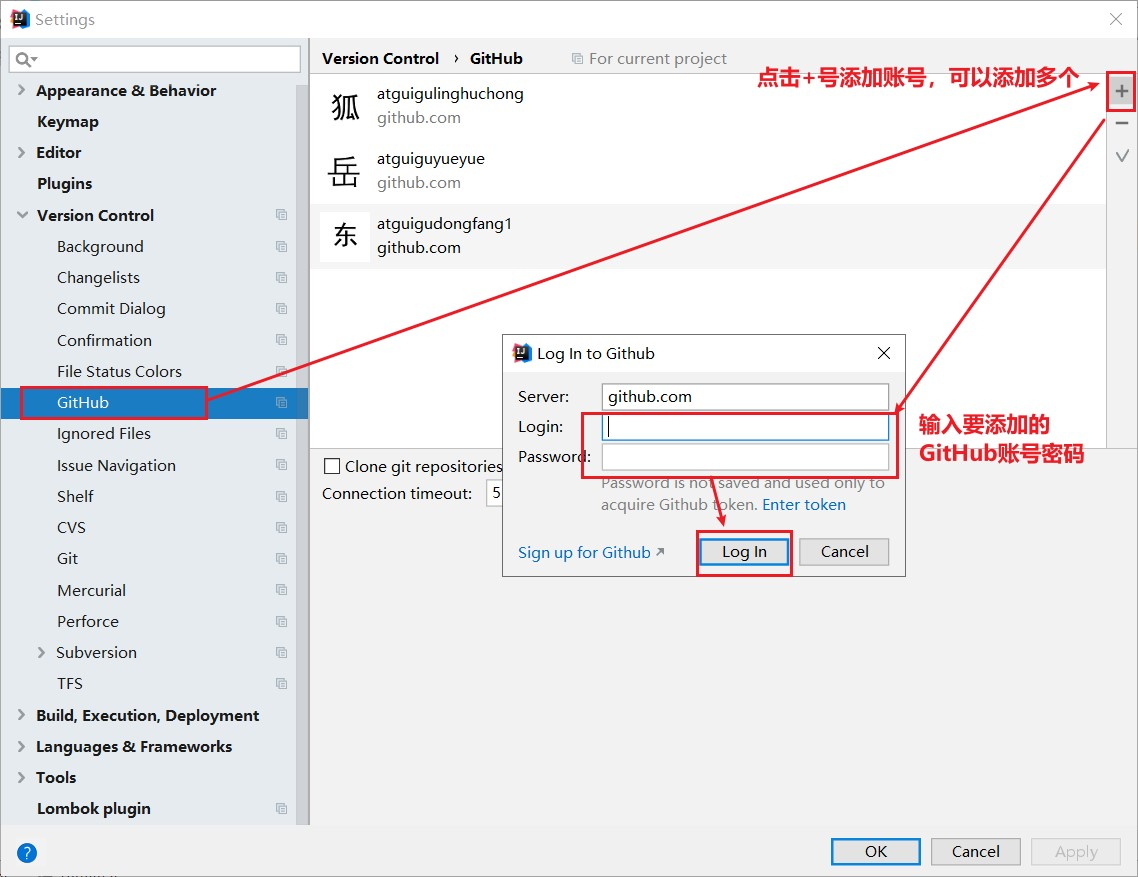 Settings
Version Control › GitHub For current project
点击+号添加账号，可以添加多个
Appearance & Behavior
Keymap
Editor
Plugins
Version Control
Background
Changelists
Commit Dialog
Confirmation
File Status Colors
GitHub
Ignored Files
Issue Navigation
Shelf
CVS
Git
Mercurial
Perforce
Subversion
TFS
Build, Execution, Deployment
Languages & Frameworks
Tools
Lombok plugin
狐
atguigulinghuchong
github.com
岳
atguiguyueyue
github.com
东
atguigudongfang1
github.com
Clone git repositories
Connection timeout: 5
Log In to Github
Server: github.com
Login:
Password:
Password is not saved and used only to
acquire Github token. Enter token
Sign up for Github
Log In
Cancel
输入要添加的
GitHub账号密码
?
OK
Cancel
Apply